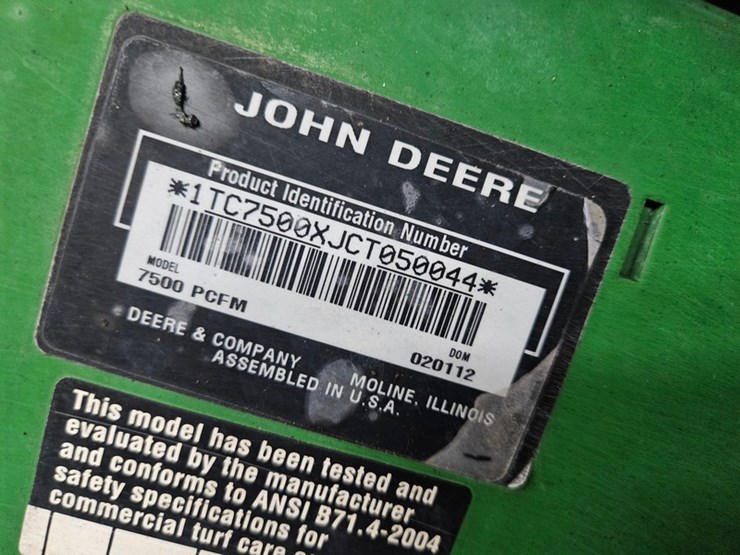 JOHN DEERE
Product Identification Number
*1TC7500XJCT050044*
MODEL
7500 PCFM
DOM
020112
DEERE & COMPANY MOLINE, ILLINOIS
ASSEMBLED IN U.S.A.
This model has been tested and
evaluated by the manufacturer
and conforms to ANSI B71.4-2004
safety specifications for
commercial turf care